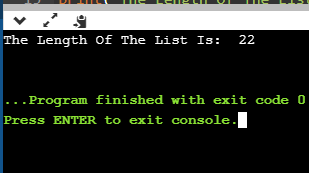 The Length Of The List Is:  22
...Program finished with exit code 0
Press ENTER to exit console.